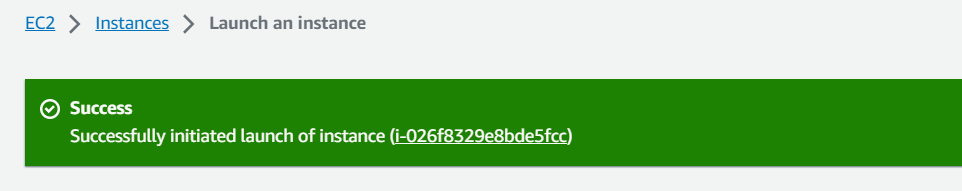 EC2 > Instances > Launch an instance
Success
Successfully initiated launch of instance (i-026f8329e8bde5fcc)